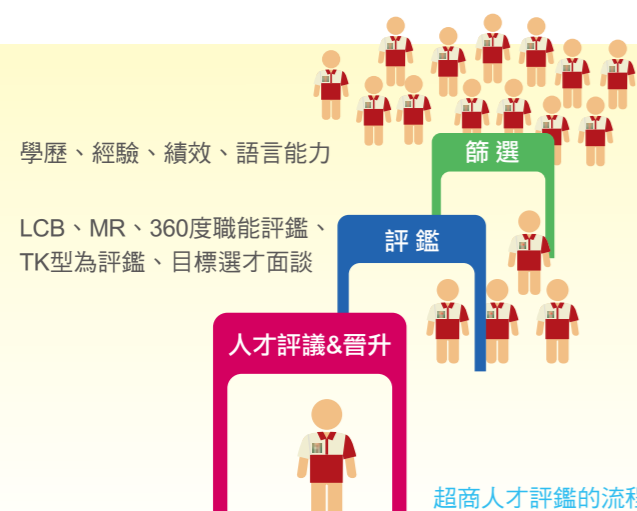 學歷、經驗、績效、語言能力
篩選
LCB、MR、360度職能評鑑、
TK型為評鑑、目標選才面談
評鑑
人才評議&晉升
超商人才評鑑的流程